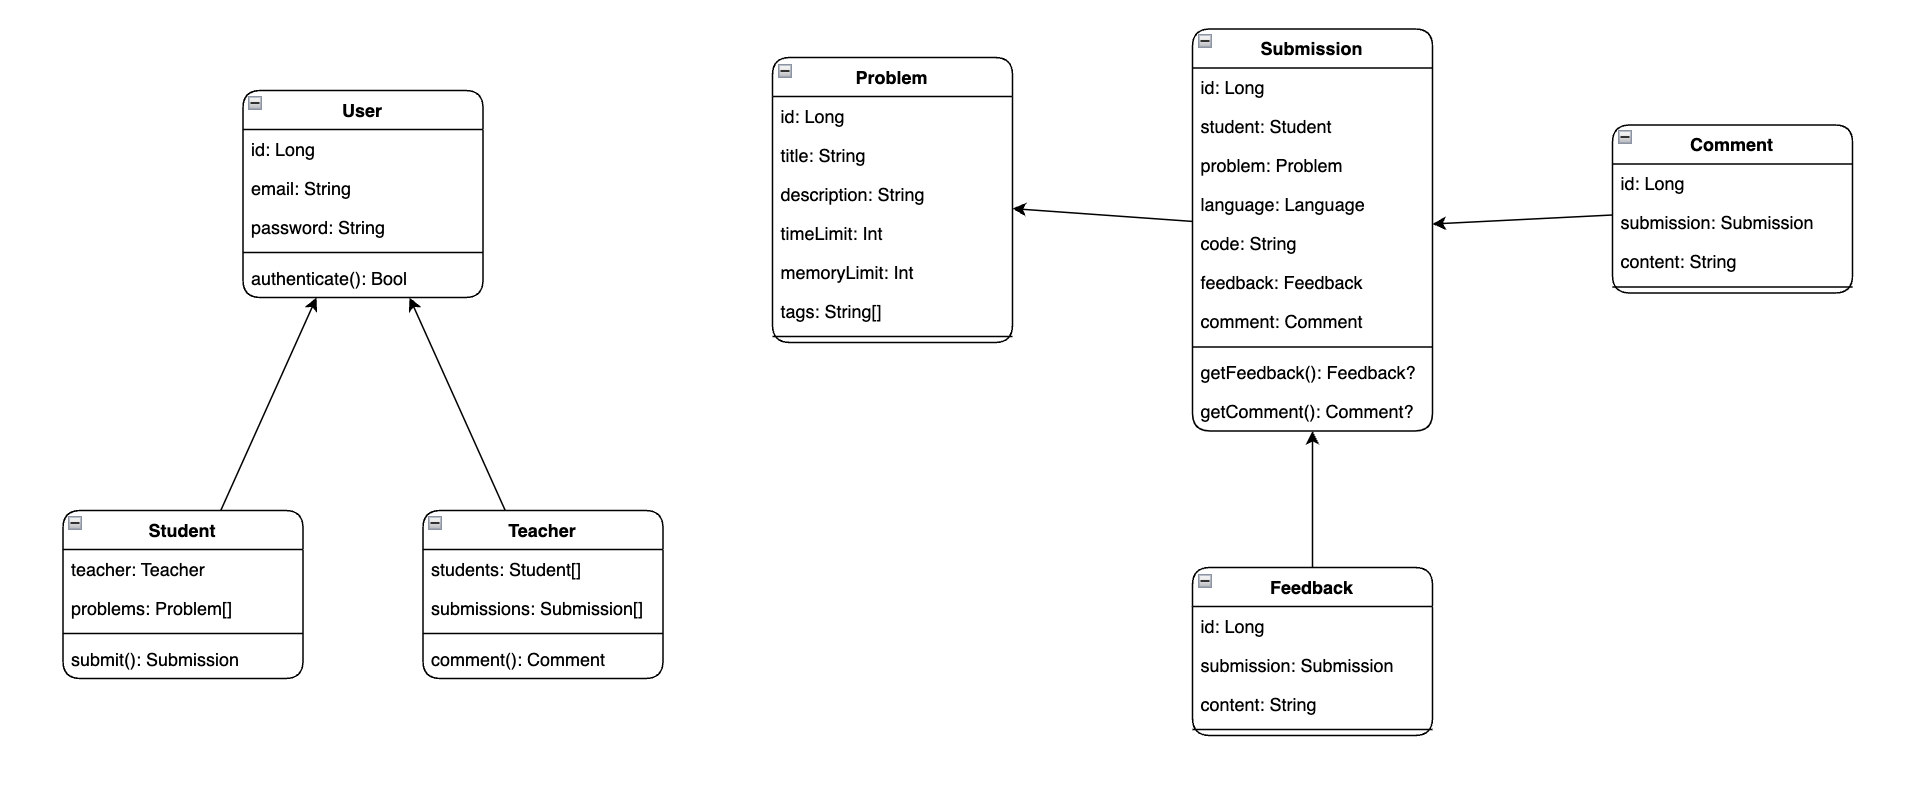 User
id: Long
email: String
password: String
authenticate(): Bool
Student
teacher: Teacher
problems: Problem[]
submit(): Submission
Teacher
students: Student[]
submissions: Submission[]
comment(): Comment
Problem
id: Long
title: String
description: String
timeLimit: Int
memoryLimit: Int
tags: String[]
Submission
id: Long
student: Student
problem: Problem
language: Language
code: String
feedback: Feedback
comment: Comment
getFeedback(): Feedback?
getComment(): Comment?
Comment
id: Long
submission: Submission
content: String
Feedback
id: Long
submission: Submission
content: String